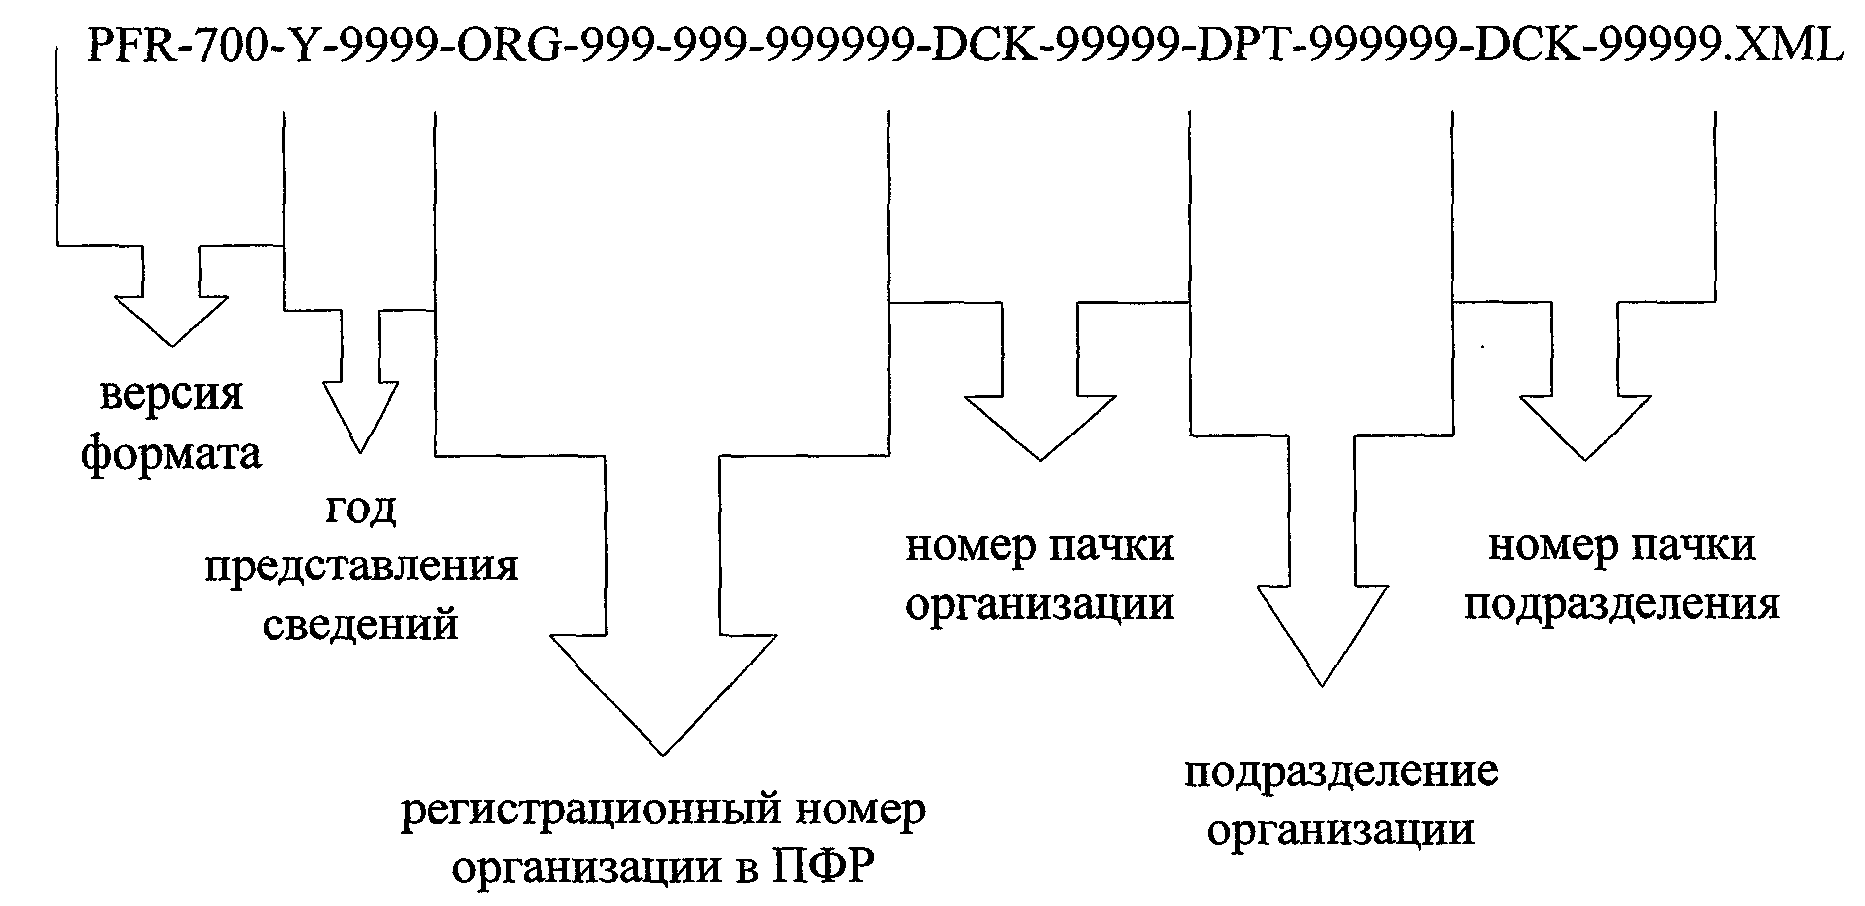 PFR-700-Y-9999-ORG-999-999-999999-DCK-99999-DPT-999999-DCK-99999.XML
версия
формата
год
представления
сведений
регистрационный номер
организации в ПФР
номер пачки
организации
подразделение
организации
номер пачки
подразделения